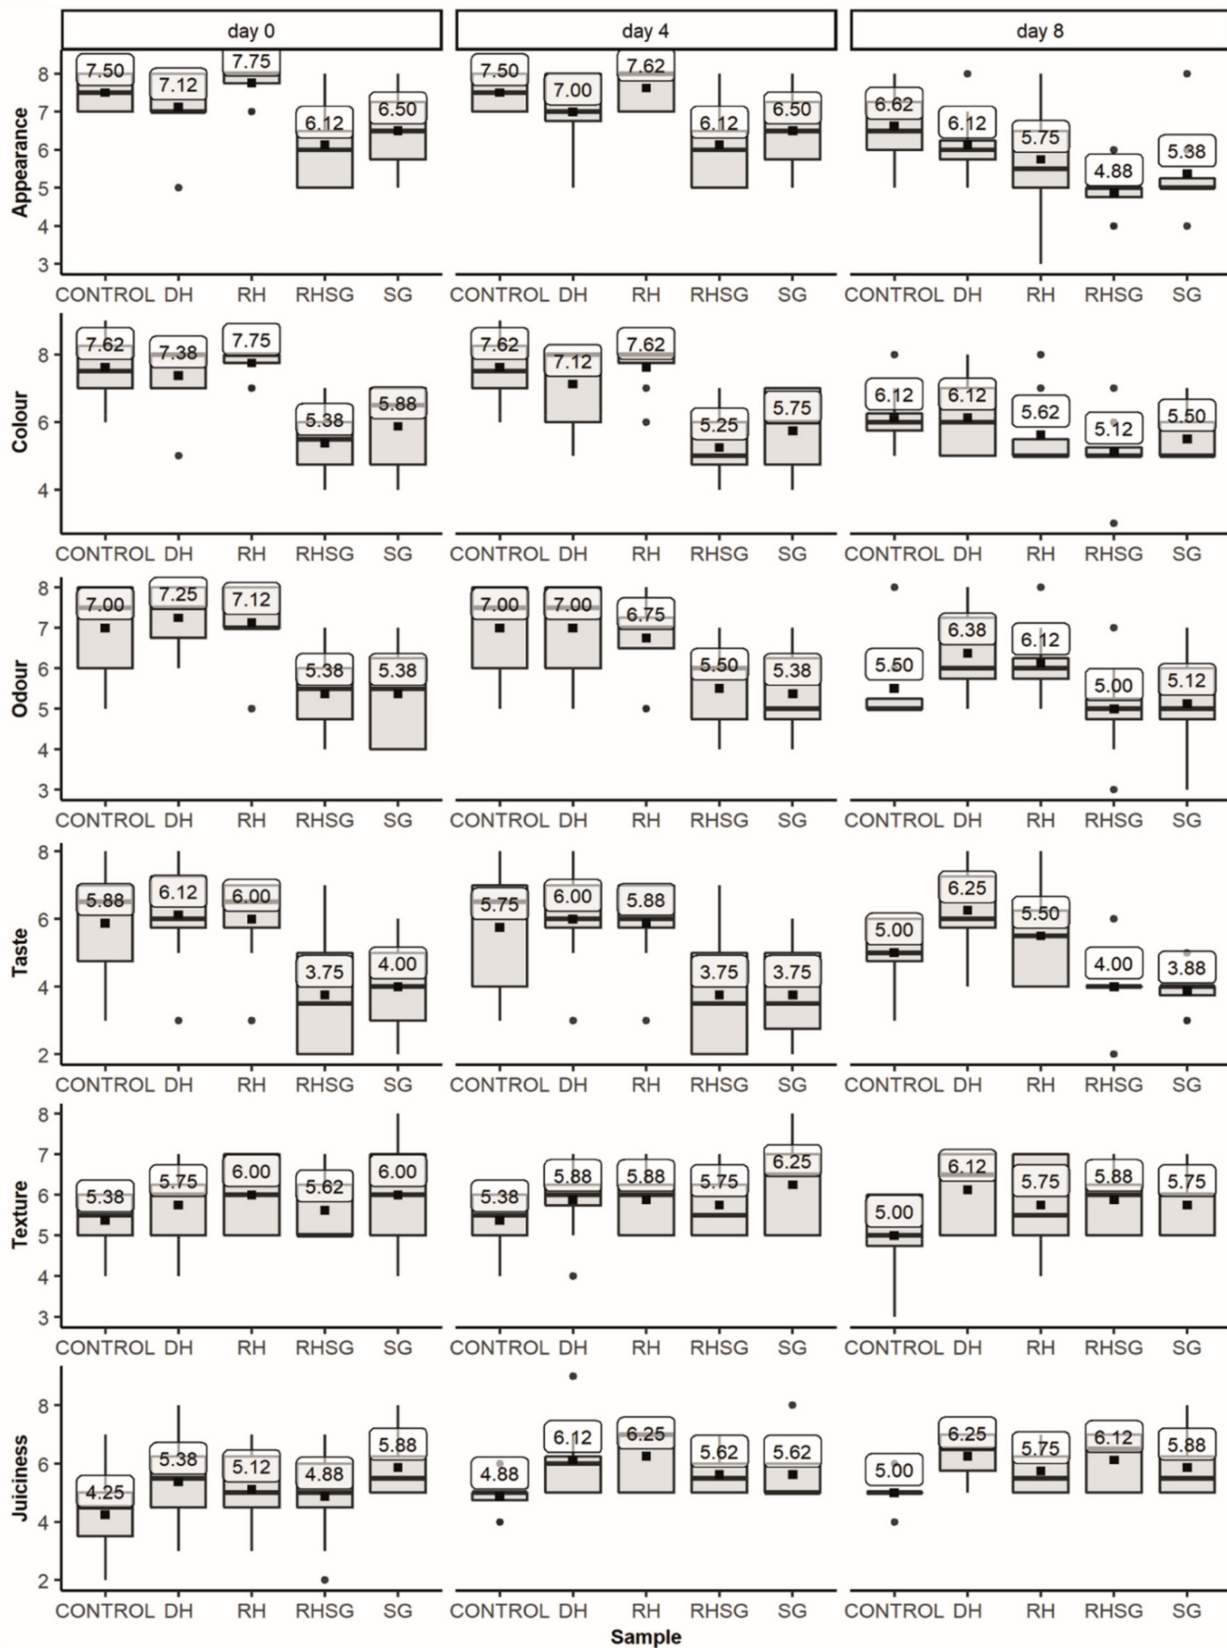 day 0 day 4 day 8
Appearance
8 7.50 7.12 7.75 7.50 7.00 7.62
7 6.12 6.50 6.12 6.50 6.62 6.12
6 5.75 4.88 5.38
5
4
3
CONTROL DH RH RHSG SG CONTROL DH RH RHSG SG CONTROL DH RH RHSG SG
Colour
8 7.62 7.38 7.75 7.62 7.12 7.62
6 5.38 5.88 5.25 5.75 6.12 6.12 5.62 5.12 5.50
4
CONTROL DH RH RHSG SG CONTROL DH RH RHSG SG CONTROL DH RH RHSG SG
Odour
8 7.00 7.25 7.12 7.00 7.00 6.75
7 6.38 6.12
6 5.38 5.38 5.50 5.38 5.50 5.00 5.12
5
4
3
CONTROL DH RH RHSG SG CONTROL DH RH RHSG SG CONTROL DH RH RHSG SG
Taste
8
6 5.88 6.12 6.00 5.75 6.00 5.88 5.00 6.25 5.50
4 3.75 4.00 3.75 3.75 4.00 3.88
2
CONTROL DH RH RHSG SG CONTROL DH RH RHSG SG CONTROL DH RH RHSG SG
Texture
8
7
6 5.38 5.75 6.00 5.62 6.00 5.38 5.88 5.88 5.75 6.25 5.00 6.12 5.75 5.88 5.75
5
4
3
CONTROL DH RH RHSG SG CONTROL DH RH RHSG SG CONTROL DH RH RHSG SG
Juiciness
8
6 4.25 5.38 5.12 4.88 5.88 4.88 6.12 6.25 5.62 5.62 5.00 6.25 5.75 6.12 5.88
4
2
CONTROL DH RH RHSG SG CONTROL DH RH RHSG SG CONTROL DH RH RHSG SG
Sample